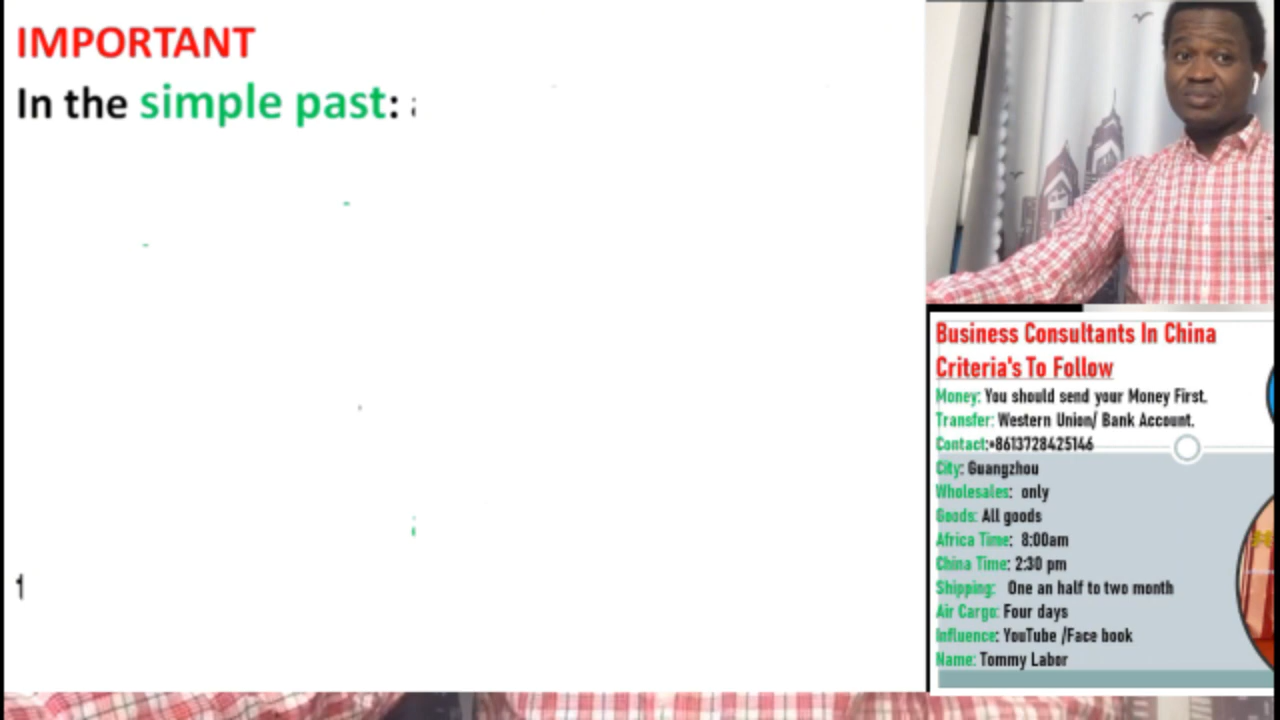 IMPORTANT
In the simple past: a
1
Business Consultants In China
Criteria's To Follow
Money: You should send your Money First.
Transfer: Western Union/ Bank Account.
Contact:+8613728425146
City: Guangzhou
Wholesales: only
Goods: All goods
Africa Time: 8:00am
China Time: 2:30 pm
Shipping: One an half to two month
Air Cargo: Four days
Influence: YouTube /Face book
Name: Tommy Labor